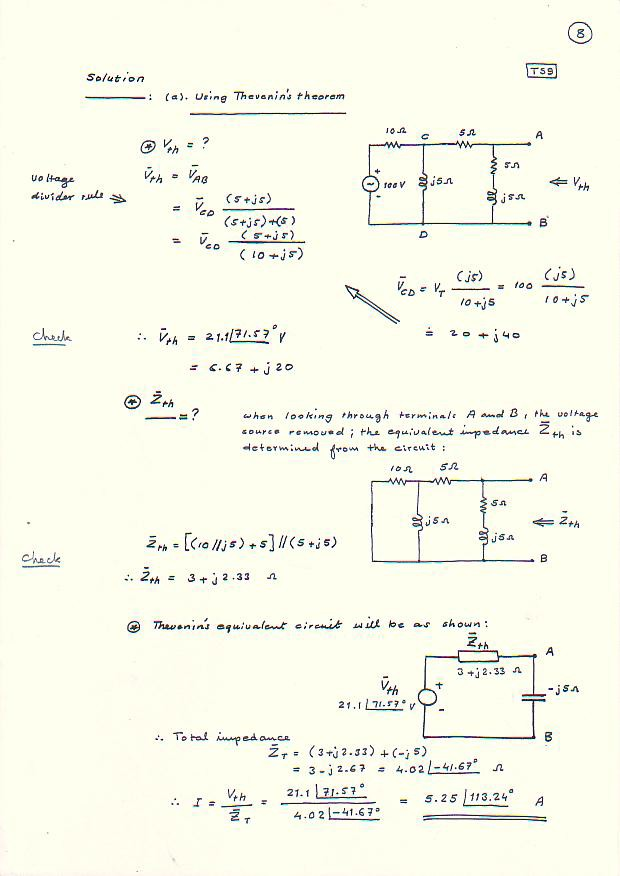 8
TS9
Solution
: (a). Using Thevenin's theorem
⊛ Vth = ?
10Ω C 5Ω A
5Ω
100V j5Ω j5Ω ⇐ Vth
+
-
D B
voltage
divider rule ⇒
V̄th = V̄AB
= V̄CD (5+j5) / (5+j5)+(5)
= V̄CD (5+j5) / (10+j5)
V̄CD = VT (j5) / 10+j5 = 100 (j5) / 10+j5
≐ 20 + j40
Check
∴ V̄th = 21.1∠71.57° V
= 6.67 + j20
⊛ Z̄th = ?
when looking through terminals A and B, the voltage
source removed; the equivalent impedance Z̄th is
determined from the circuit:
10Ω 5Ω A
5Ω
j5Ω j5Ω ⇐ Z̄th
B
Z̄th = [(10//j5) + 5]//(5+j5)
Check
∴ Z̄th = 3 + j2.33 Ω
⊛ Thevenin's equivalent circuit will be as shown:
Z̄th A
3+j2.33 Ω
V̄th + -j5Ω
21.1∠71.57° V -
B
∴ Total impedance
Z̄T = (3+j2.33) + (-j5)
= 3-j2.67 = 4.02∠-41.67° Ω
∴ I = Vth / Z̄T = 21.1∠71.57° / 4.02∠-41.67° = 5.25∠113.24° A